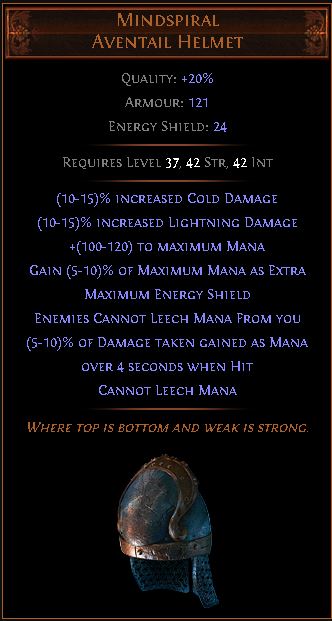 Mindspiral
Aventail Helmet
Quality: +20%
Armour: 121
Energy Shield: 24
Requires Level 37, 42 Str, 42 Int
(10-15)% increased Cold Damage
(10-15)% increased Lightning Damage
+(100-120) to maximum Mana
Gain (5-10)% of Maximum Mana as Extra
Maximum Energy Shield
Enemies Cannot Leech Mana From you
(5-10)% of Damage taken gained as Mana
over 4 seconds when Hit
Cannot Leech Mana
Where top is bottom and weak is strong.